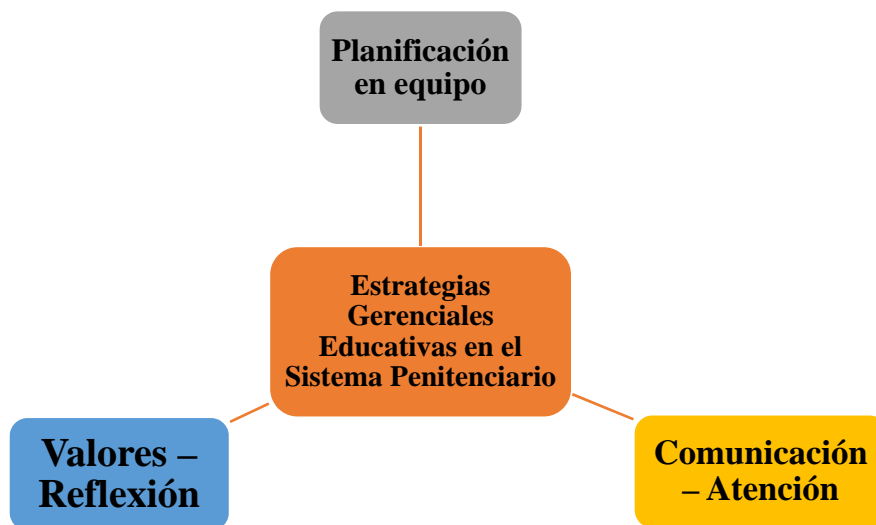 Planificación
en equipo
Estrategias
Gerenciales
Educativas en el
Sistema Penitenciario
Valores –
Reflexión
Comunicación
– Atención